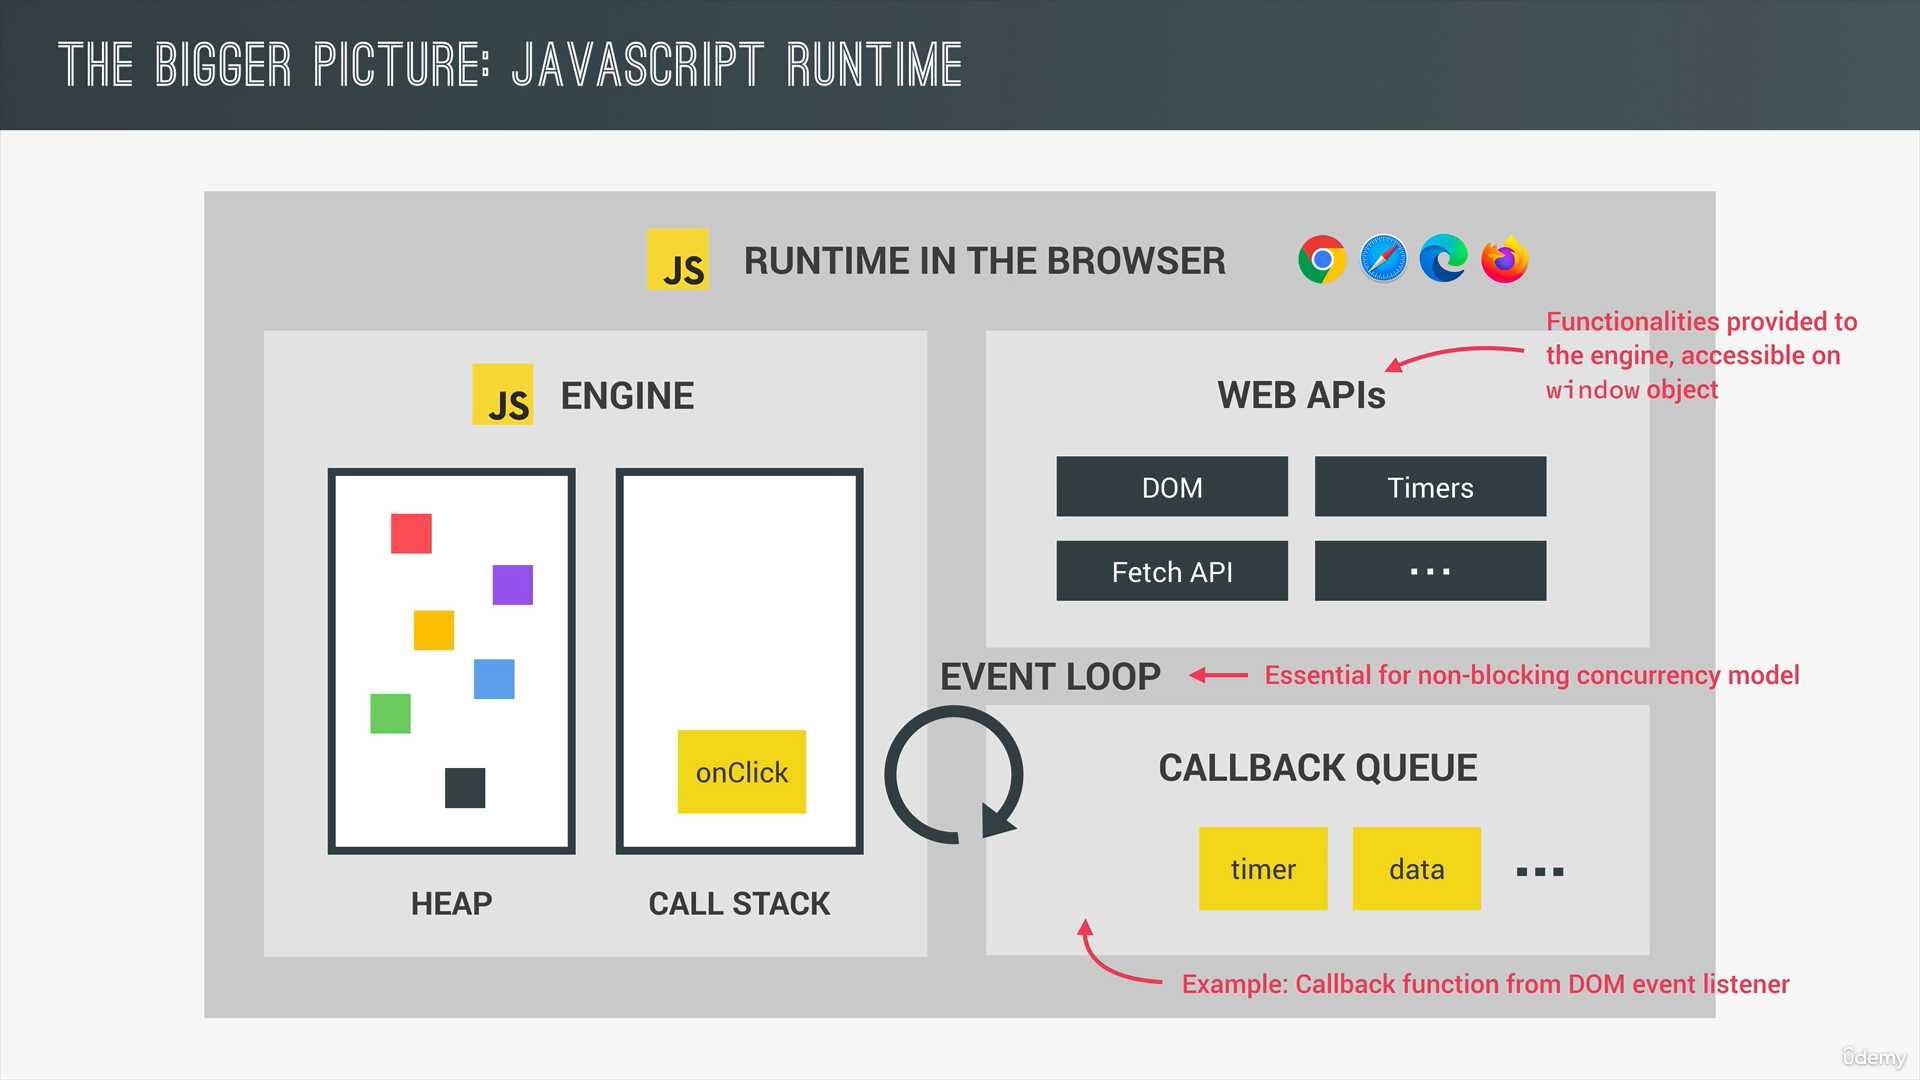 THE BIGGER PICTURE: JAVASCRIPT RUNTIME
JS
RUNTIME IN THE BROWSER
Functionalities provided to
the engine, accessible on
window object
JS
ENGINE
WEB APIs
DOM
Timers
Fetch API
...
EVENT LOOP
Essential for non-blocking concurrency model
onClick
CALLBACK QUEUE
timer
data
...
HEAP
CALL STACK
Example: Callback function from DOM event listener
ûdemy